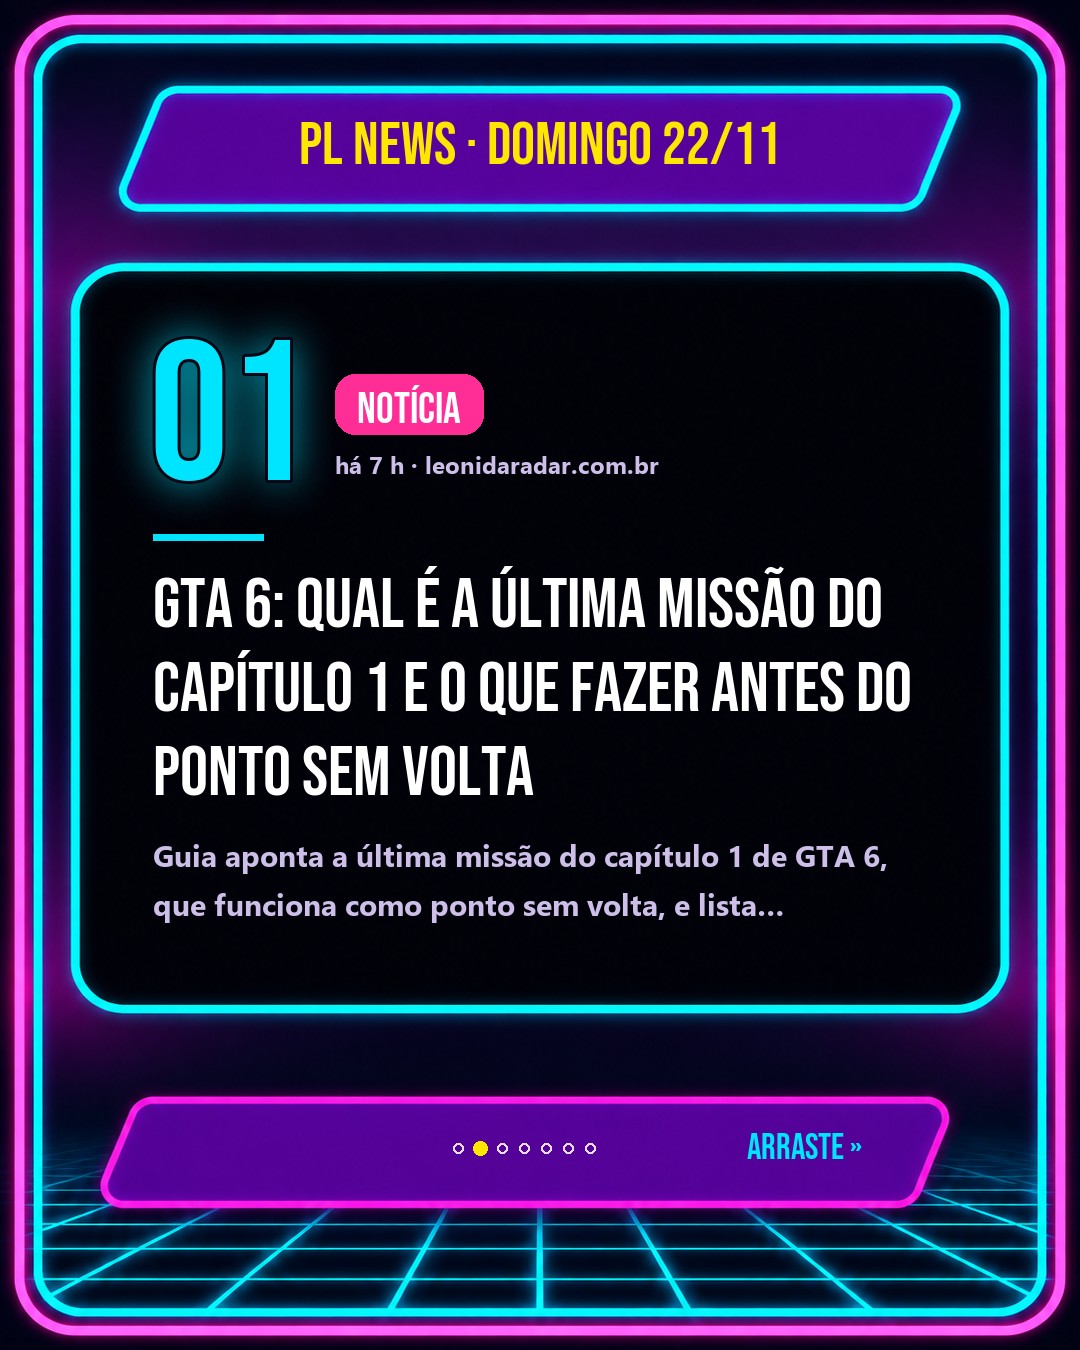 PL NEWS · DOMINGO 22/11
01
NOTÍCIA
há 7 h · leonidaradar.com.br
GTA 6: QUAL É A ÚLTIMA MISSÃO DO
CAPÍTULO 1 E O QUE FAZER ANTES DO
PONTO SEM VOLTA
Guia aponta a última missão do capítulo 1 de GTA 6,
que funciona como ponto sem volta, e lista...
ARRASTE »